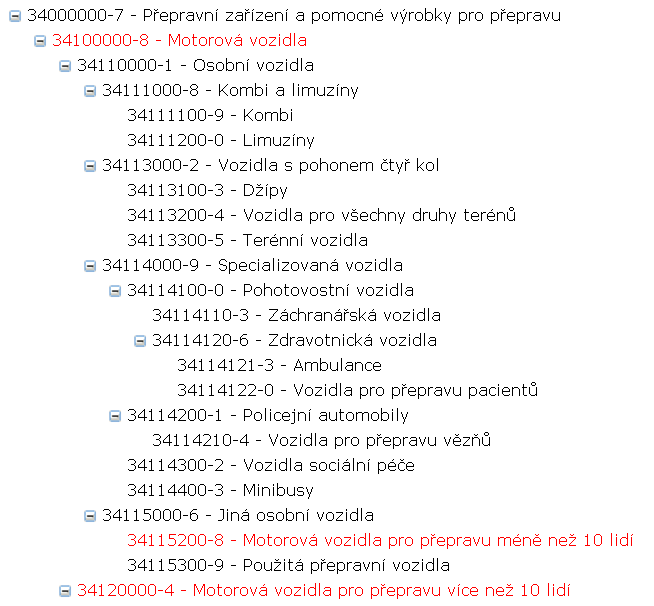 34000000-7 - Přepravní zařízení a pomocné výrobky pro přepravu
34100000-8 - Motorová vozidla
34110000-1 - Osobní vozidla
34111000-8 - Kombi a limuzíny
34111100-9 - Kombi
34111200-0 - Limuzíny
34113000-2 - Vozidla s pohonem čtyř kol
34113100-3 - Džípy
34113200-4 - Vozidla pro všechny druhy terénů
34113300-5 - Terénní vozidla
34114000-9 - Specializovaná vozidla
34114100-0 - Pohotovostní vozidla
34114110-3 - Záchranářská vozidla
34114120-6 - Zdravotnická vozidla
34114121-3 - Ambulance
34114122-0 - Vozidla pro přepravu pacientů
34114200-1 - Policejní automobily
34114210-4 - Vozidla pro přepravu vězňů
34114300-2 - Vozidla sociální péče
34114400-3 - Minibusy
34115000-6 - Jiná osobní vozidla
34115200-8 - Motorová vozidla pro přepravu méně než 10 lidí
34115300-9 - Použitá přepravní vozidla
34120000-4 - Motorová vozidla pro přepravu více než 10 lidí